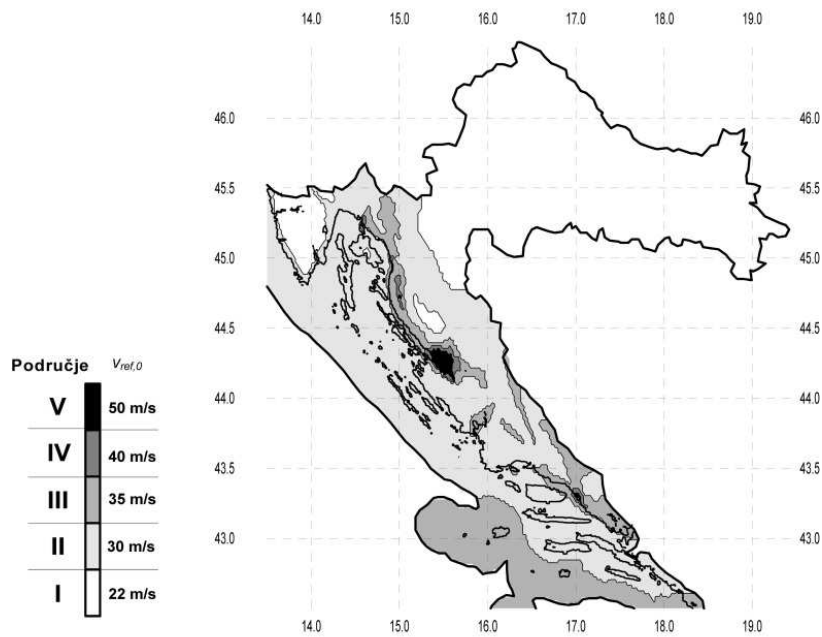 14.0 15.0 16.0 17.0 18.0 19.0
46.0 46.0
45.5 45.5
45.0 45.0
44.5 44.5
44.0 44.0
43.5 43.5
43.0 43.0
14.0 15.0 16.0 17.0 18.0 19.0
Područje Vref,0
V 50 m/s
IV 40 m/s
III 35 m/s
II 30 m/s
I 22 m/s